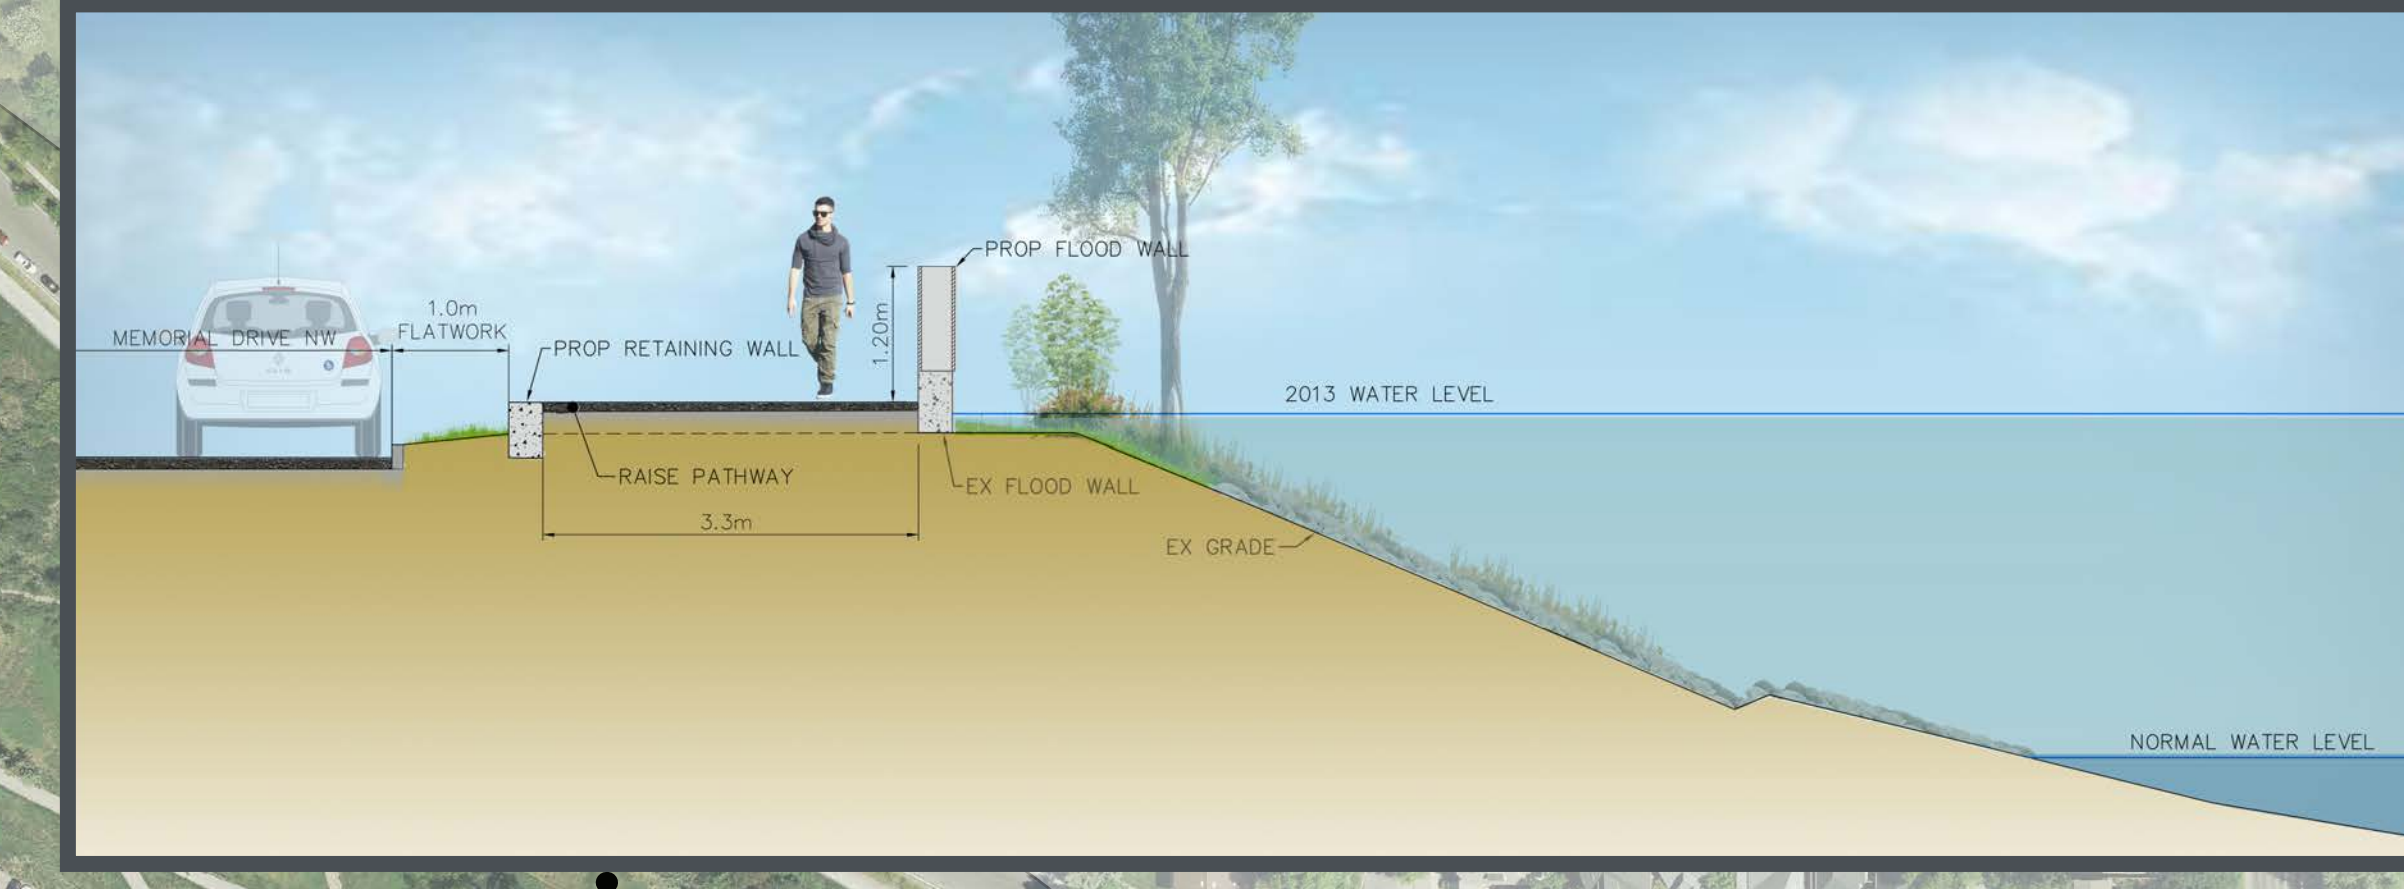 PROP FLOOD WALL
1.0m
FLATWORK
MEMORIAL DRIVE NW
PROP RETAINING WALL
1.20m
2013 WATER LEVEL
RAISE PATHWAY
EX FLOOD WALL
3.3m
EX GRADE
NORMAL WATER LEVEL